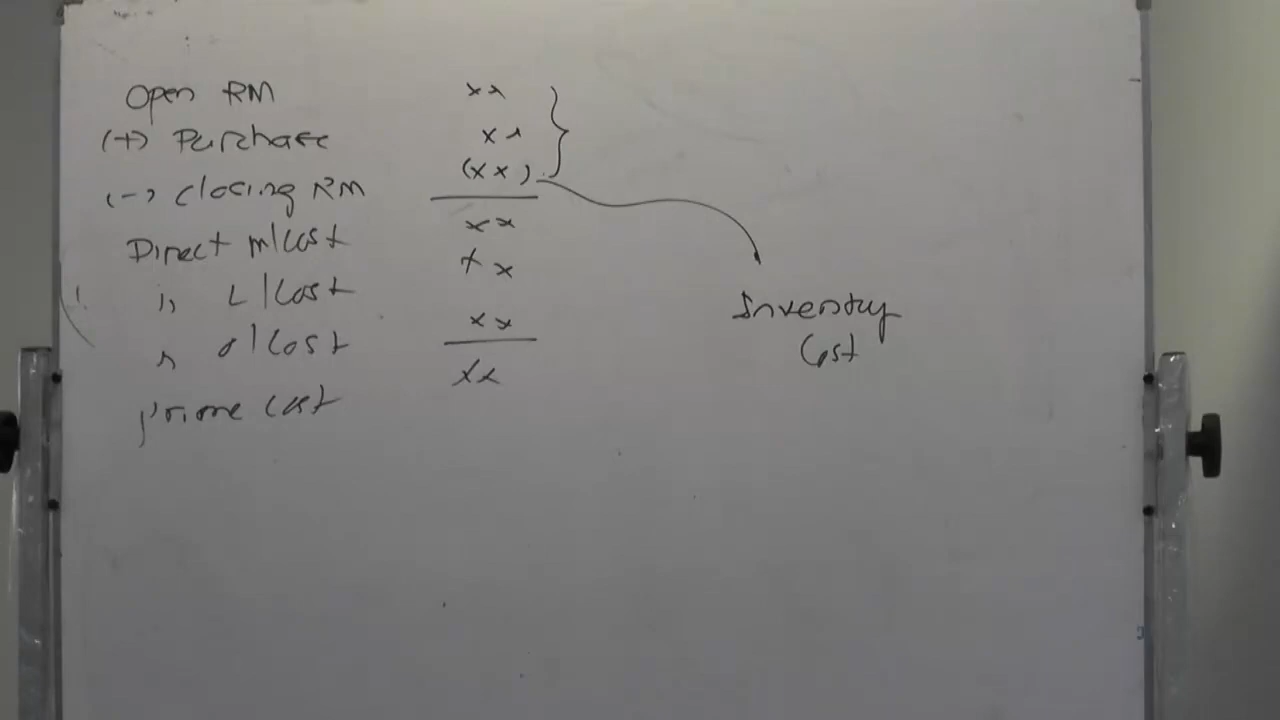 Open RM xx
(+) Purchase xx
(-) closing RM (xx)
Direct m/cost xx
" L/Cost xx
" o/Cost xx
prime cost xx
Inventory
Cost